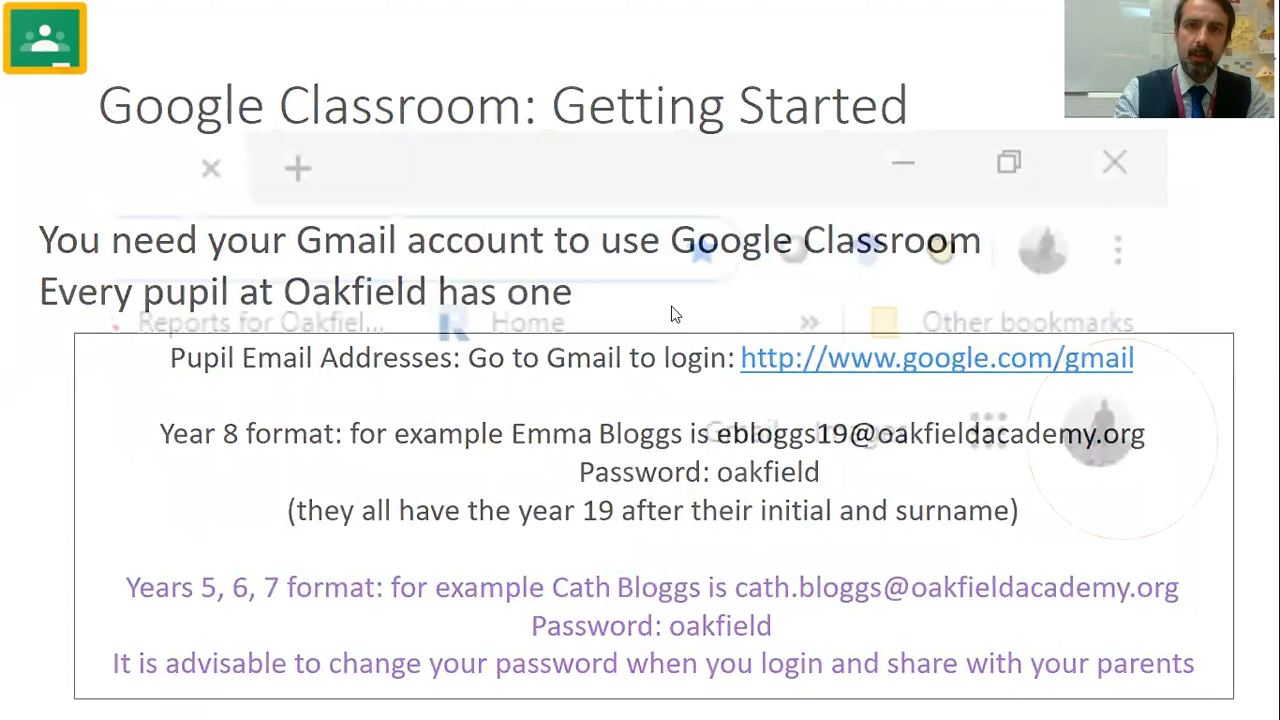 Google Classroom: Getting Started
You need your Gmail account to use Google Classroom
Every pupil at Oakfield has one
Reports for Oakfiel... Home » Other bookmarks
Pupil Email Addresses: Go to Gmail to login: http://www.google.com/gmail
Year 8 format: for example Emma Bloggs is ebloggs19@oakfieldacademy.org
Password: oakfield
(they all have the year 19 after their initial and surname)
Years 5, 6, 7 format: for example Cath Bloggs is cath.bloggs@oakfieldacademy.org
Password: oakfield
It is advisable to change your password when you login and share with your parents